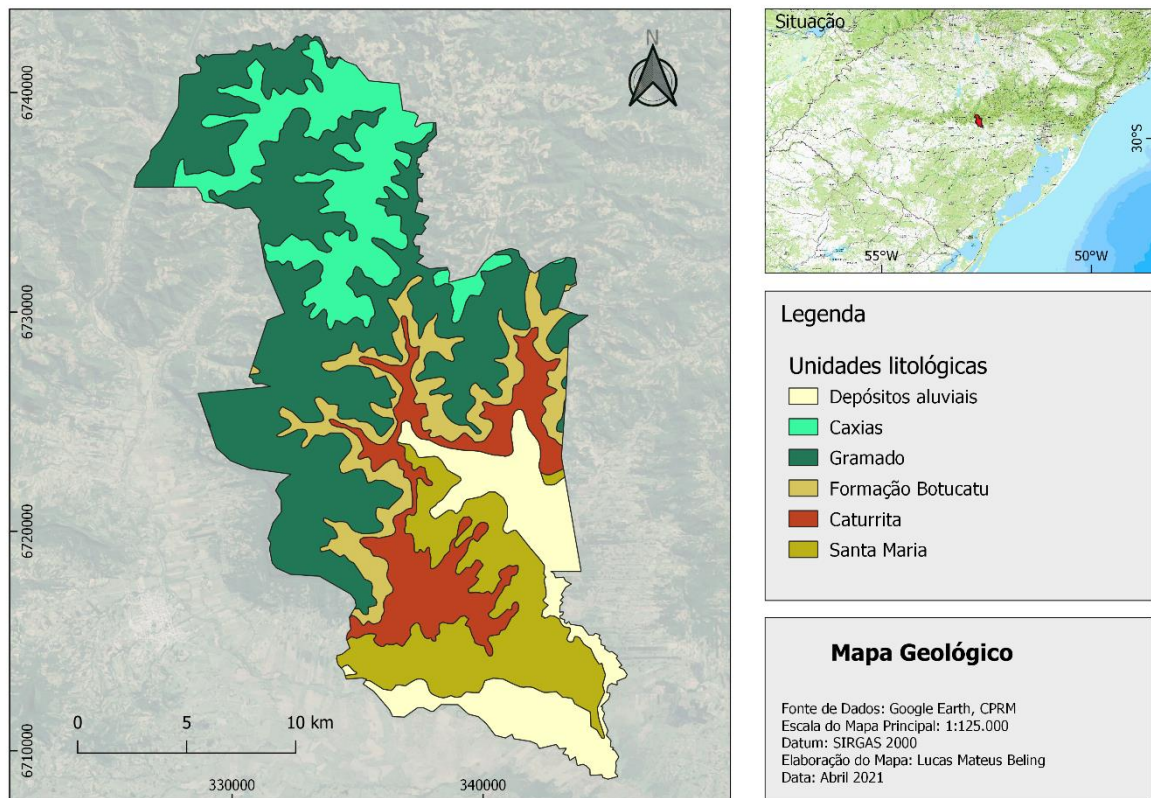 N
6740000
6730000
6720000
6710000
0 5 10 km
330000 340000
Situação
30°S
55°W 50°W
Legenda
Unidades litológicas
Depósitos aluviais
Caxias
Gramado
Formação Botucatu
Caturrita
Santa Maria
Mapa Geológico
Fonte de Dados: Google Earth, CPRM
Escala do Mapa Principal: 1:125.000
Datum: SIRGAS 2000
Elaboração do Mapa: Lucas Mateus Beling
Data: Abril 2021